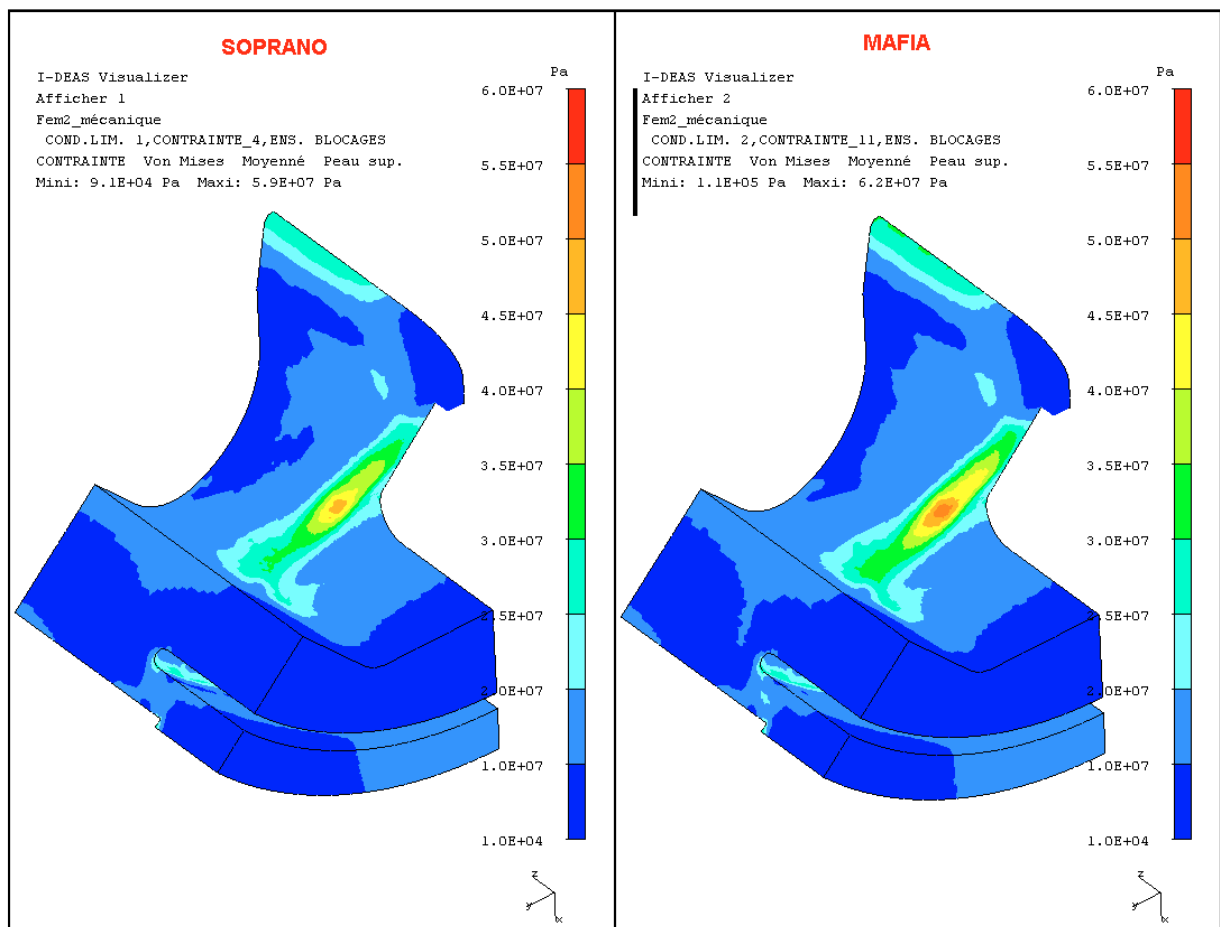 SOPRANO
I-DEAS Visualizer
Afficher 1
Fem2_mécanique
COND.LIM. 1,CONTRAINTE_4,ENS. BLOCAGES
CONTRAINTE Von Mises Moyenné Peau sup.
Mini: 9.1E+04 Pa Maxi: 5.9E+07 Pa
Pa
6.0E+07
5.5E+07
5.0E+07
4.5E+07
4.0E+07
3.5E+07
3.0E+07
2.5E+07
2.0E+07
1.0E+07
1.0E+04
z
y
x
MAFIA
I-DEAS Visualizer
Afficher 2
Fem2_mécanique
COND.LIM. 2,CONTRAINTE_11,ENS. BLOCAGES
CONTRAINTE Von Mises Moyenné Peau sup.
Mini: 1.1E+05 Pa Maxi: 6.2E+07 Pa
Pa
6.0E+07
5.5E+07
5.0E+07
4.5E+07
4.0E+07
3.5E+07
3.0E+07
2.5E+07
2.0E+07
1.0E+07
1.0E+04
z
y
x